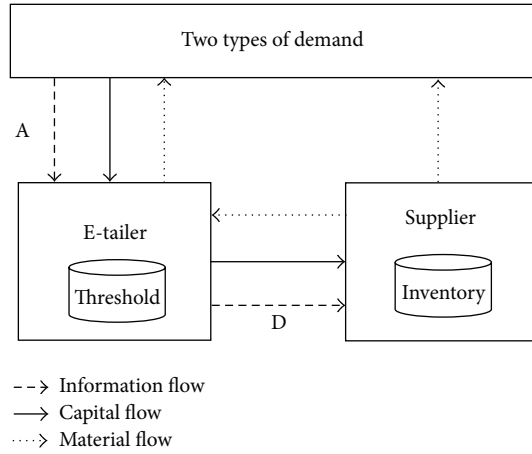 Two types of demand
A
E-tailer
Threshold
Supplier
Inventory
D
Information flow
Capital flow
Material flow